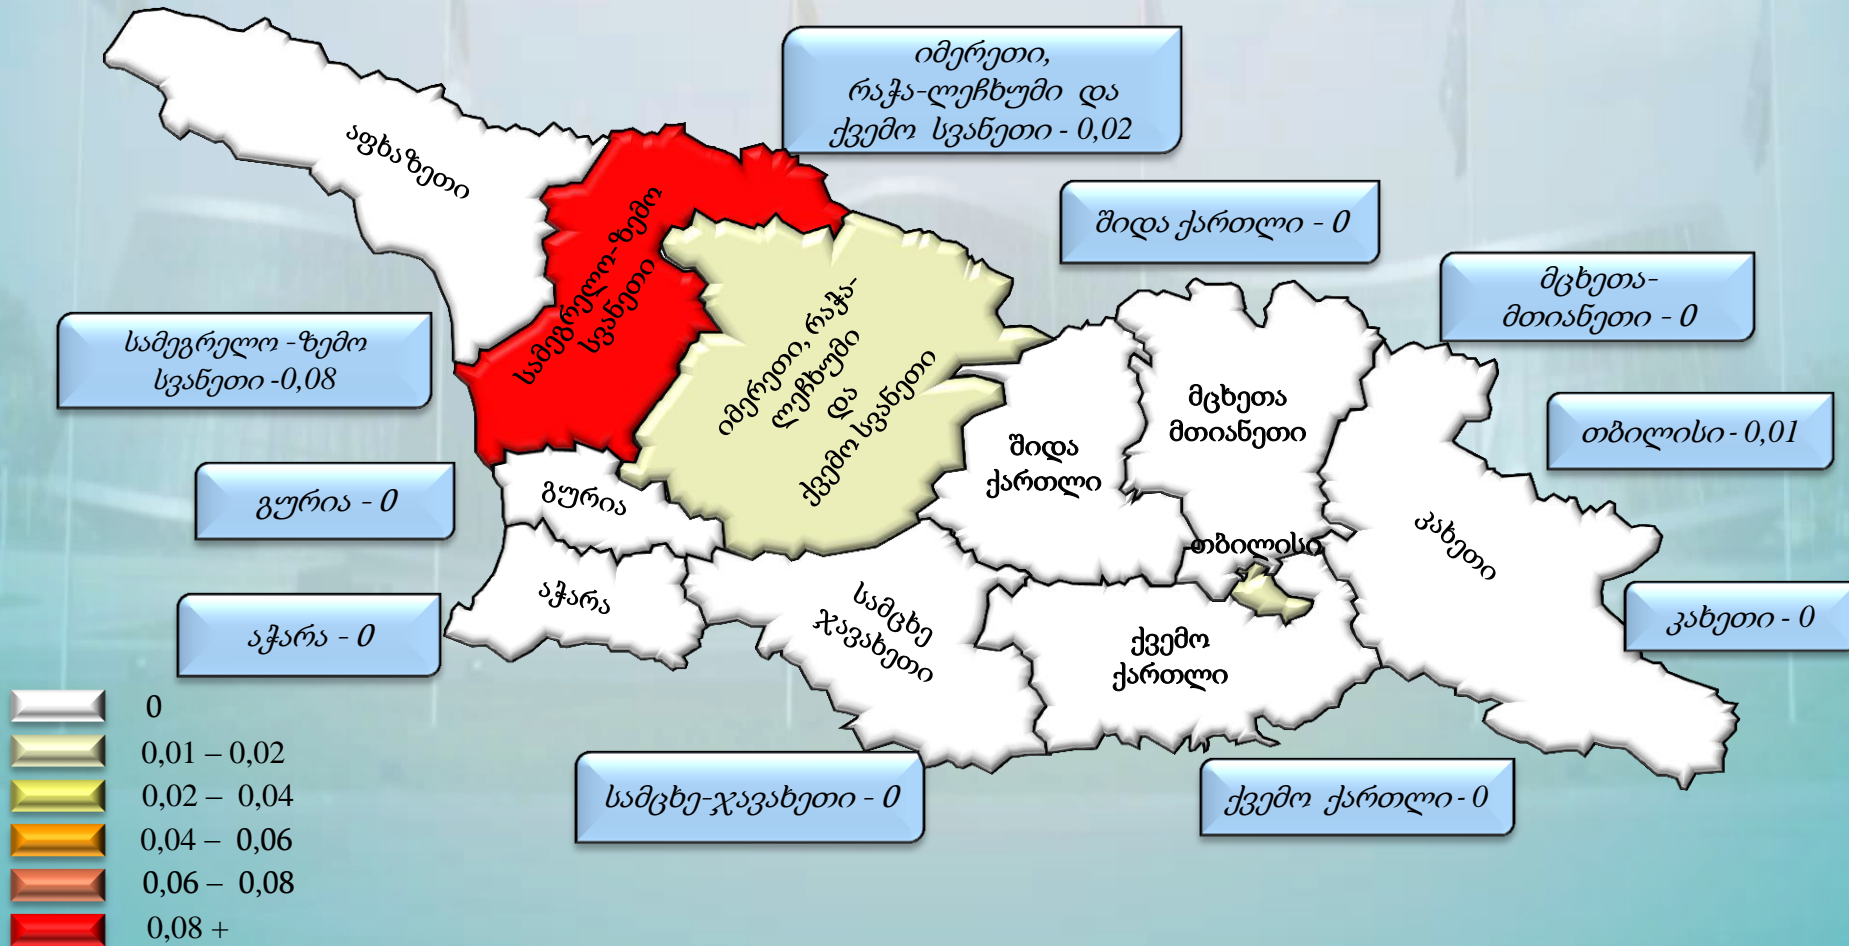 იმერეთი,
რაჭა-ლეჩხუმი და
ქვემო სვანეთი - 0,02
შიდა ქართლი - 0
მცხეთა-
მთიანეთი - 0
თბილისი - 0,01
კახეთი - 0
სამეგრელო -ზემო
სვანეთი -0,08
გურია - 0
აჭარა - 0
სამცხე-ჯავახეთი - 0
ქვემო ქართლი - 0
აფხაზეთი
სამეგრელო-ზემო
სვანეთი
იმერეთი, რაჭა-
ლეჩხუმი
და
ქვემო სვანეთი
გურია
აჭარა
სამცხე
ჯავახეთი
შიდა
ქართლი
მცხეთა
მთიანეთი
თბილისი
ქვემო
ქართლი
კახეთი
0
0,01 – 0,02
0,02 – 0,04
0,04 – 0,06
0,06 – 0,08
0,08 +